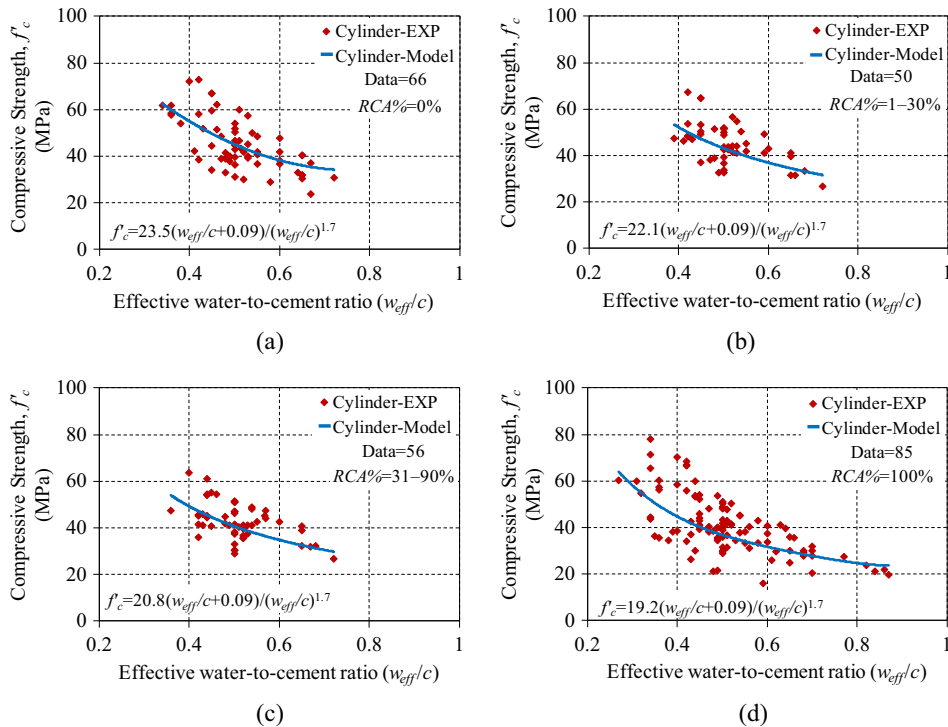 100
Cylinder-EXP
80
Cylinder-Model
Data=66
RCA%=0%
60
40
20
0
Compressive Strength, f'c
(MPa)
f'c=23.5(weff/c+0.09)/(weff/c)1.7
0.2 0.4 0.6 0.8 1
Effective water-to-cement ratio (weff/c)
(a)
100
Cylinder-EXP
80
Cylinder-Model
Data=50
RCA%=1–30%
60
40
20
0
Compressive Strength, f'c
(MPa)
f'c=22.1(weff/c+0.09)/(weff/c)1.7
0.2 0.4 0.6 0.8 1
Effective water-to-cement ratio (weff/c)
(b)
100
Cylinder-EXP
80
Cylinder-Model
Data=56
RCA%=31–90%
60
40
20
0
Compressive Strength, f'c
(MPa)
f'c=20.8(weff/c+0.09)/(weff/c)1.7
0.2 0.4 0.6 0.8 1
Effective water-to-cement ratio (weff/c)
(c)
100
Cylinder-EXP
80
Cylinder-Model
Data=85
RCA%=100%
60
40
20
0
Compressive Strength, f'c
(MPa)
f'c=19.2(weff/c+0.09)/(weff/c)1.7
0.2 0.4 0.6 0.8 1
Effective water-to-cement ratio (weff/c)
(d)